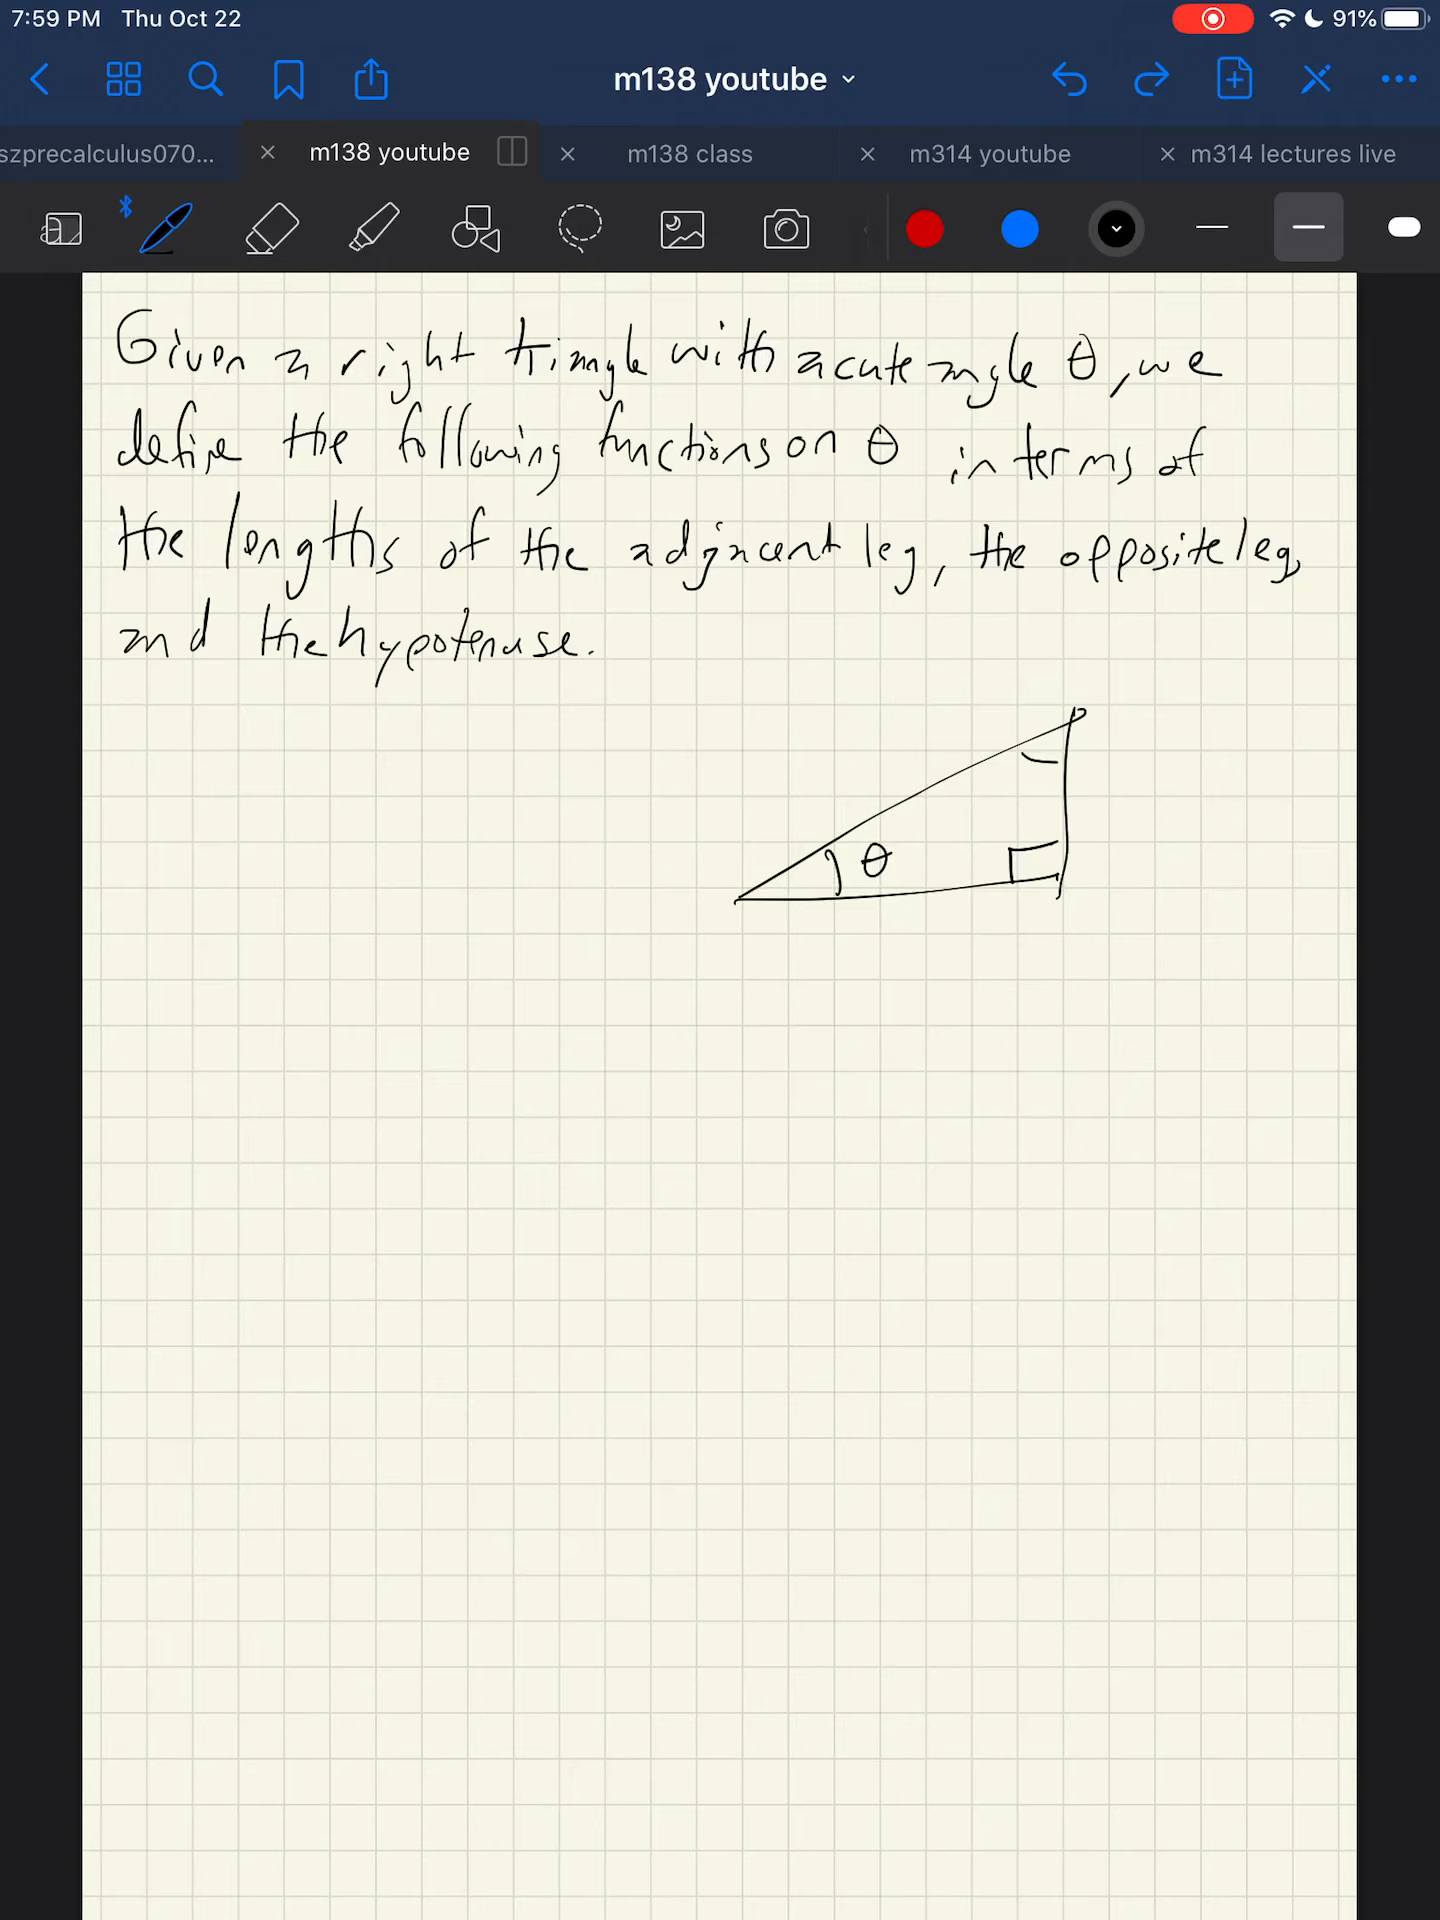 7:59 PM Thu Oct 22 91%
m138 youtube
szprecalculus070... m138 youtube m138 class m314 youtube m314 lectures live
Given a right triangle with acute angle θ, we
define the following functions on θ in terms of
the lengths of the adjacent leg, the opposite leg,
and the hypotenuse.
θ